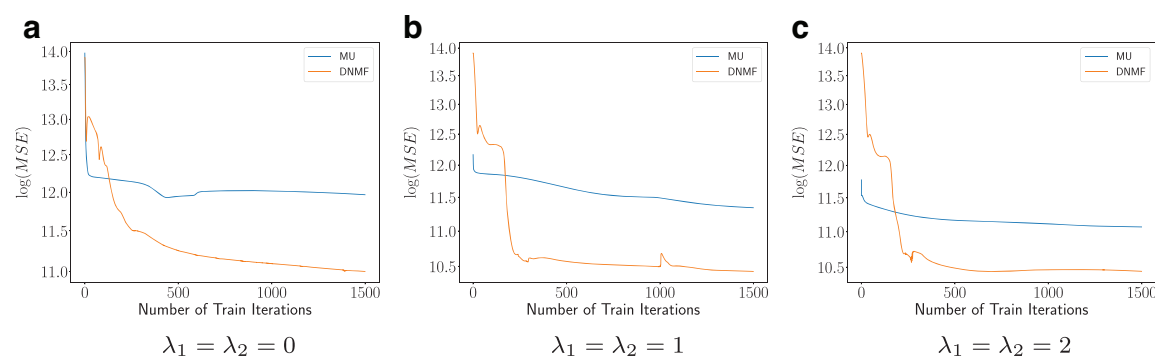 a
14.0
13.5
13.0
12.5
12.0
11.5
11.0
log(MSE)
0
500
1000
1500
Number of Train Iterations
MU
DNMF
λ₁ = λ₂ = 0
b
14.0
13.5
13.0
12.5
12.0
11.5
11.0
10.5
log(MSE)
0
500
1000
1500
Number of Train Iterations
MU
DNMF
λ₁ = λ₂ = 1
c
14.0
13.5
13.0
12.5
12.0
11.5
11.0
10.5
log(MSE)
0
500
1000
1500
Number of Train Iterations
MU
DNMF
λ₁ = λ₂ = 2